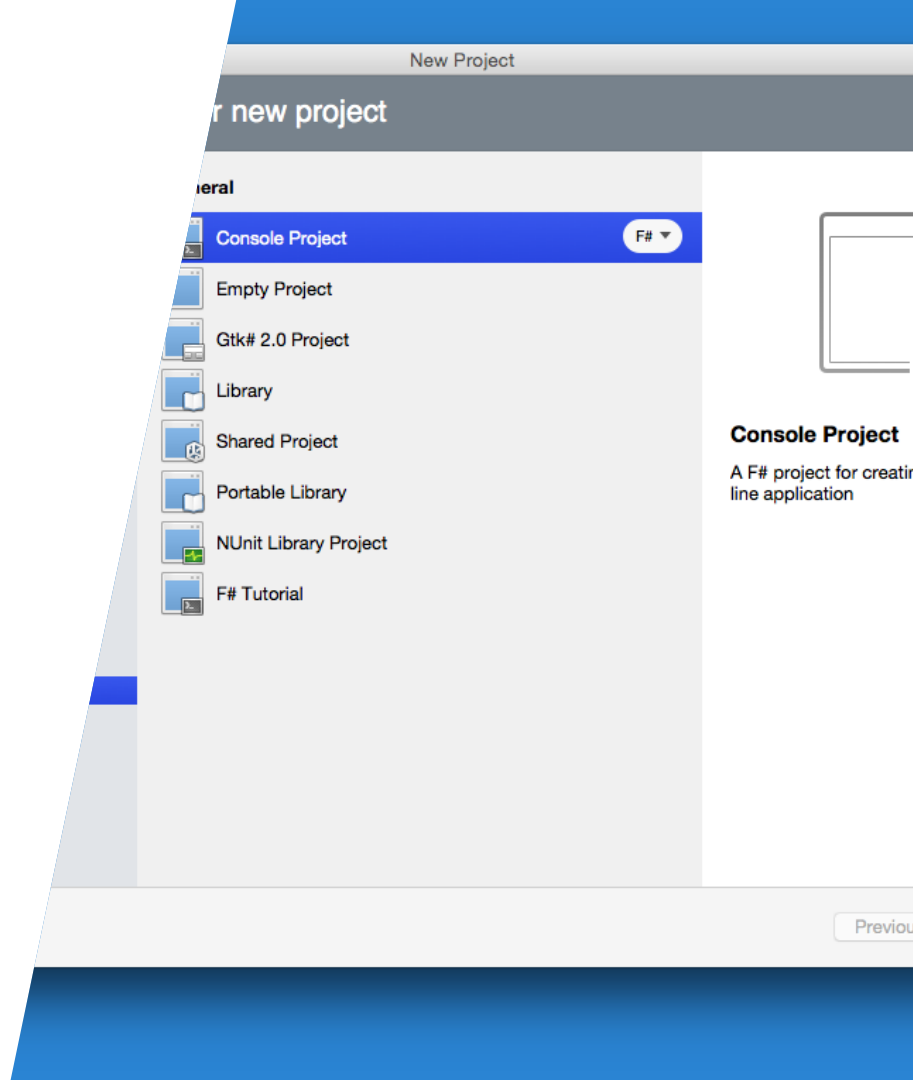 New Project
r new project
neral
Console Project
F#
Empty Project
Gtk# 2.0 Project
Library
Shared Project
Portable Library
NUnit Library Project
F# Tutorial
Console Project
A F# project for creatin
line application
Previou